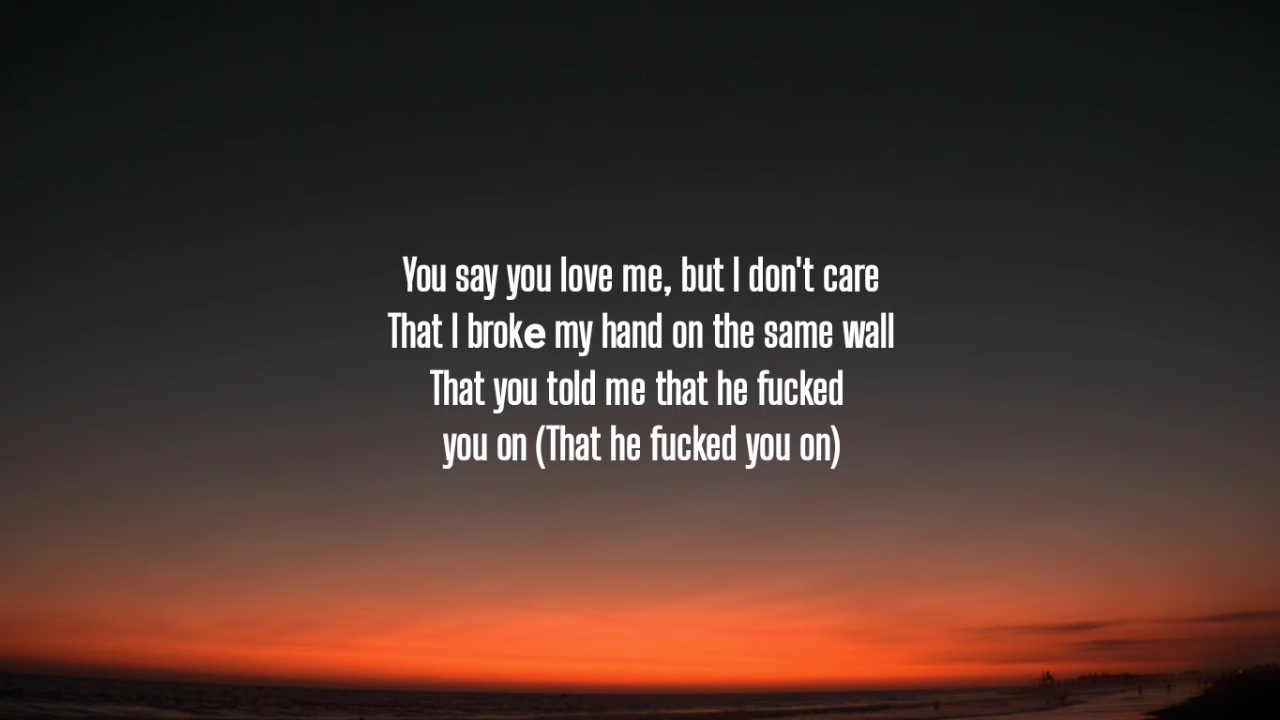 You say you love me, but I don't care
That I broke my hand on the same wall
That you told me that he fucked
you on (That he fucked you on)